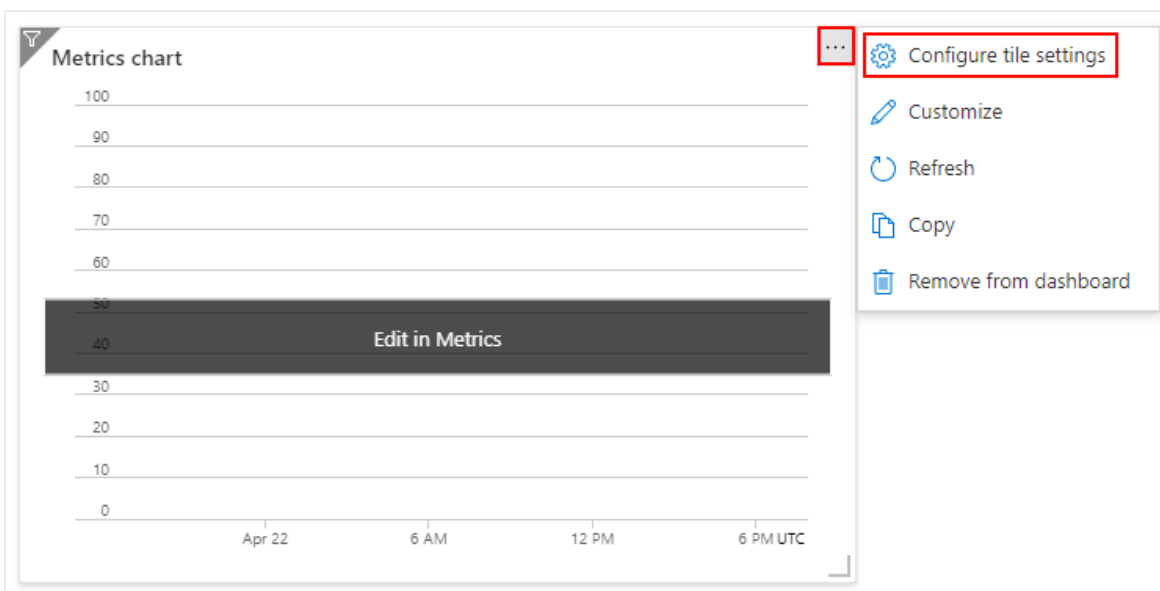 Metrics chart
...
Configure tile settings
Customize
Refresh
Copy
Remove from dashboard
100
90
80
70
60
50
Edit in Metrics
40
30
20
10
0
Apr 22 6 AM 12 PM 6 PM UTC